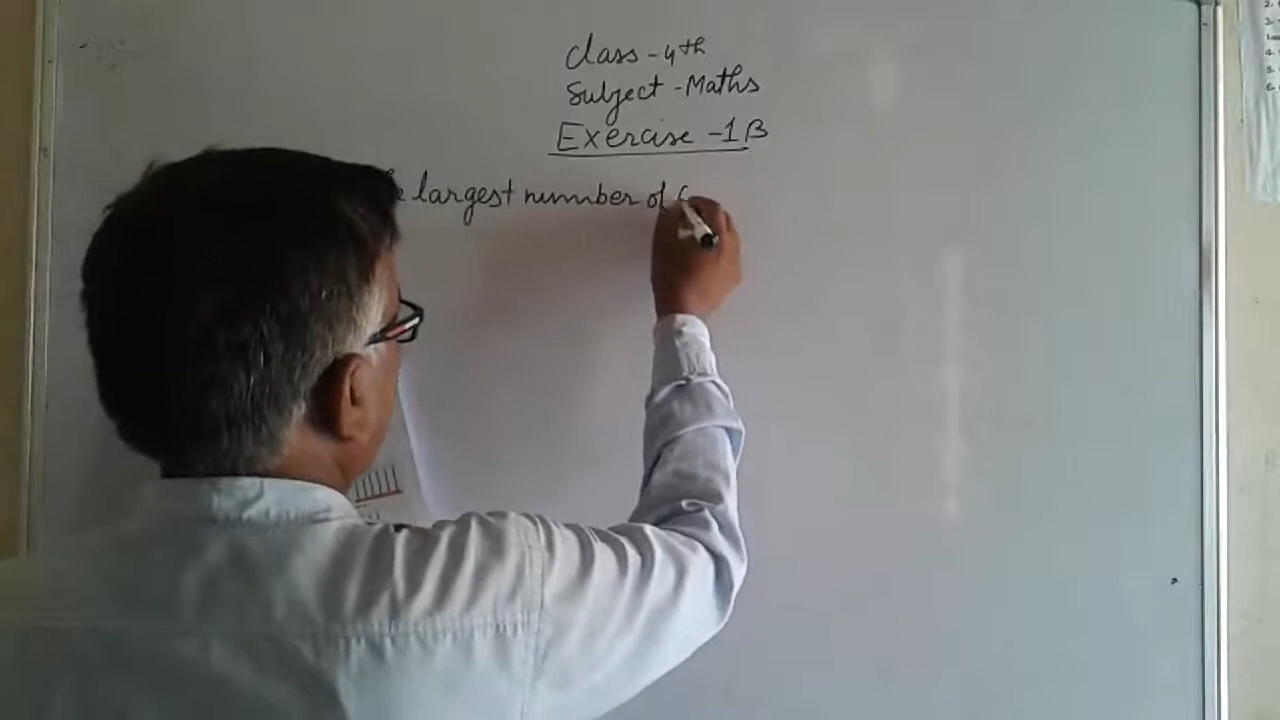 Class - 4th
Subject - Maths
Exercise - 1B
largest number of